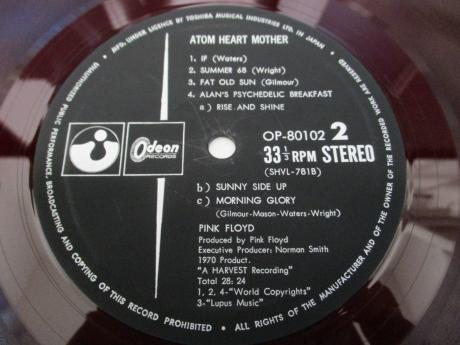 MFG. UNDER LICENCE BY TOSHIBA MUSICAL INDUSTRIES LTD. IN JAPAN
ATOM HEART MOTHER
1. IF (Waters)
2. SUMMER 68 (Wright)
3. FAT OLD SUN (Gilmour)
4. ALAN'S PSYCHEDELIC BREAKFAST
a) RISE AND SHINE
Odeon
RECORDS
OP-80102 2
33 1/3 RPM STEREO
(SHVL-781B)
b) SUNNY SIDE UP
c) MORNING GLORY
(Gilmour-Mason-Waters-Wright)
PINK FLOYD
Produced by Pink Floyd
Executive Producer: Norman Smith
1970 Product.
"A HARVEST Recording"
Total 28: 24
1, 2, 4-"World Copyrights"
3-"Lupus Music"
UNAUTHORISED PUBLIC PERFORMANCE, BROADCASTING AND COPYING OF THIS RECORD PROHIBITED • ALL RIGHTS OF THE MANUFACTURER AND OF THE OWNER OF THE RECORDED WORK ARE RESERVED